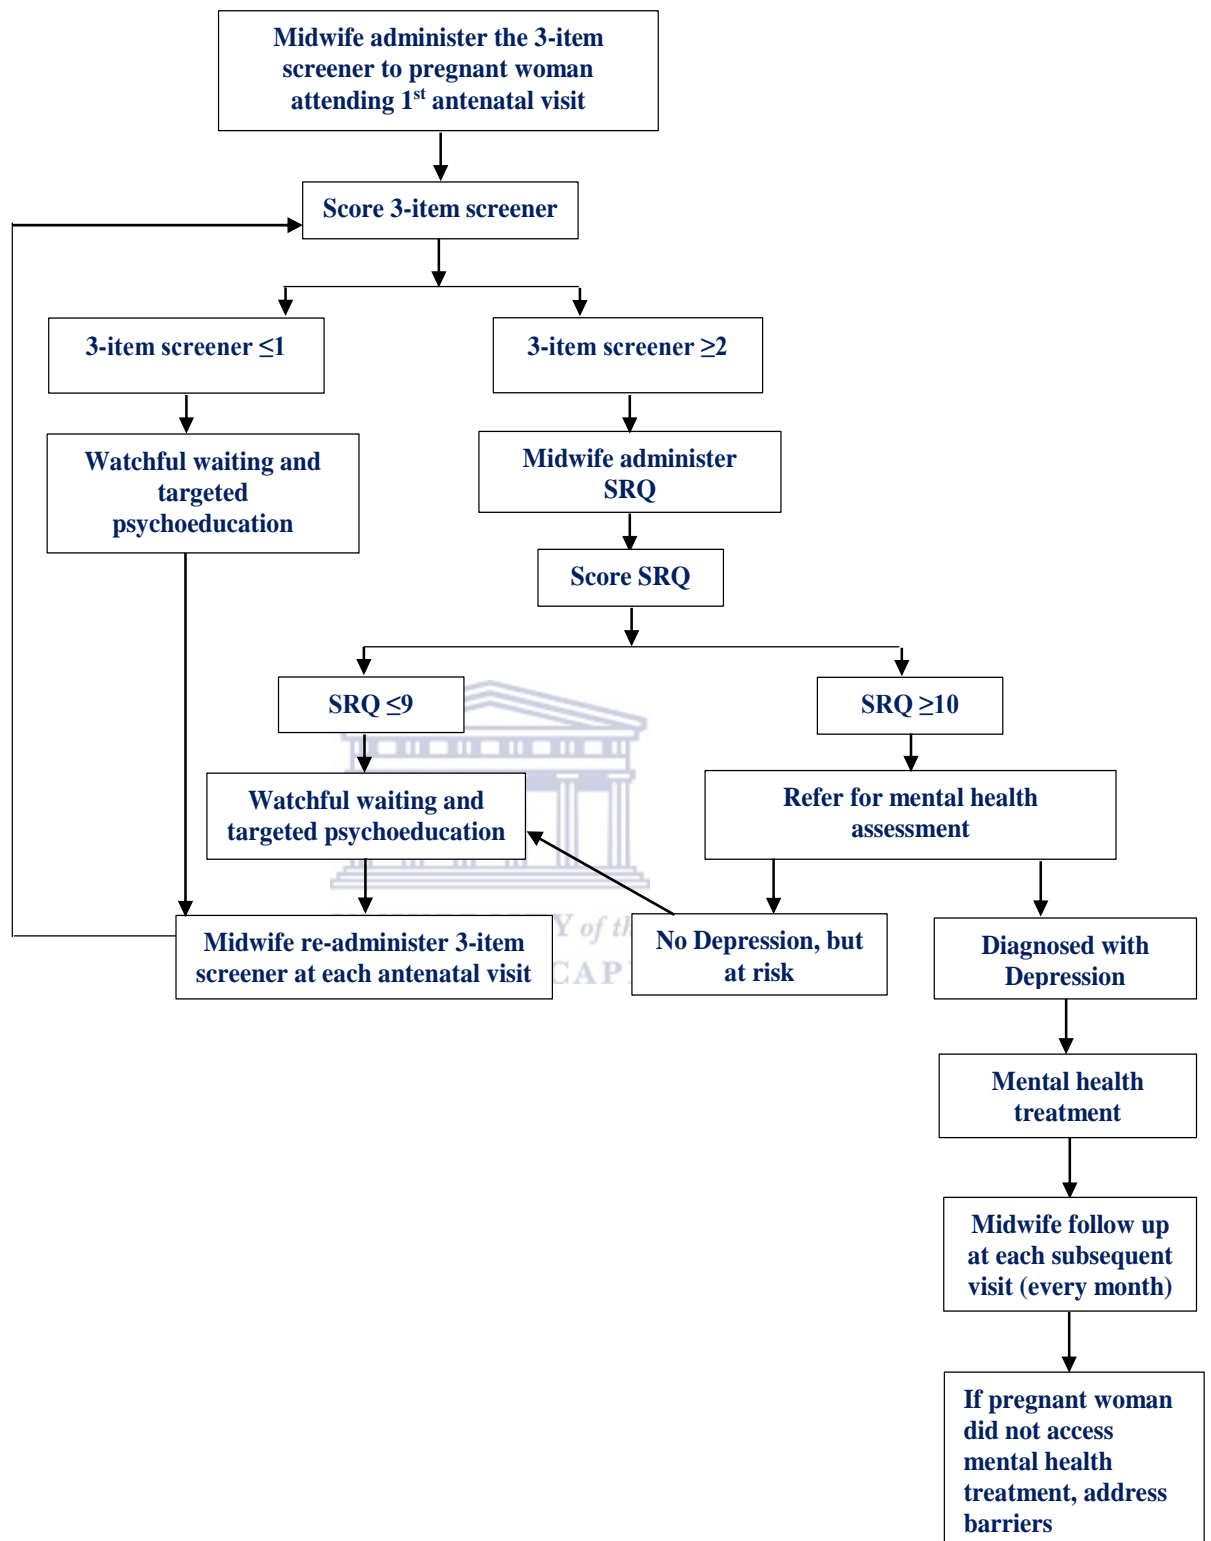 Midwife administer the 3-item
screener to pregnant woman
attending 1st antenatal visit
Score 3-item screener
3-item screener ≤1
3-item screener ≥2
Watchful waiting and
targeted
psychoeducation
Midwife administer
SRQ
Score SRQ
SRQ ≤9
SRQ ≥10
Watchful waiting and
targeted psychoeducation
Refer for mental health
assessment
Midwife re-administer 3-item
screener at each antenatal visit
Y of th
CAP
No Depression, but
at risk
Diagnosed with
Depression
Mental health
treatment
Midwife follow up
at each subsequent
visit (every month)
If pregnant woman
did not access
mental health
treatment, address
barriers